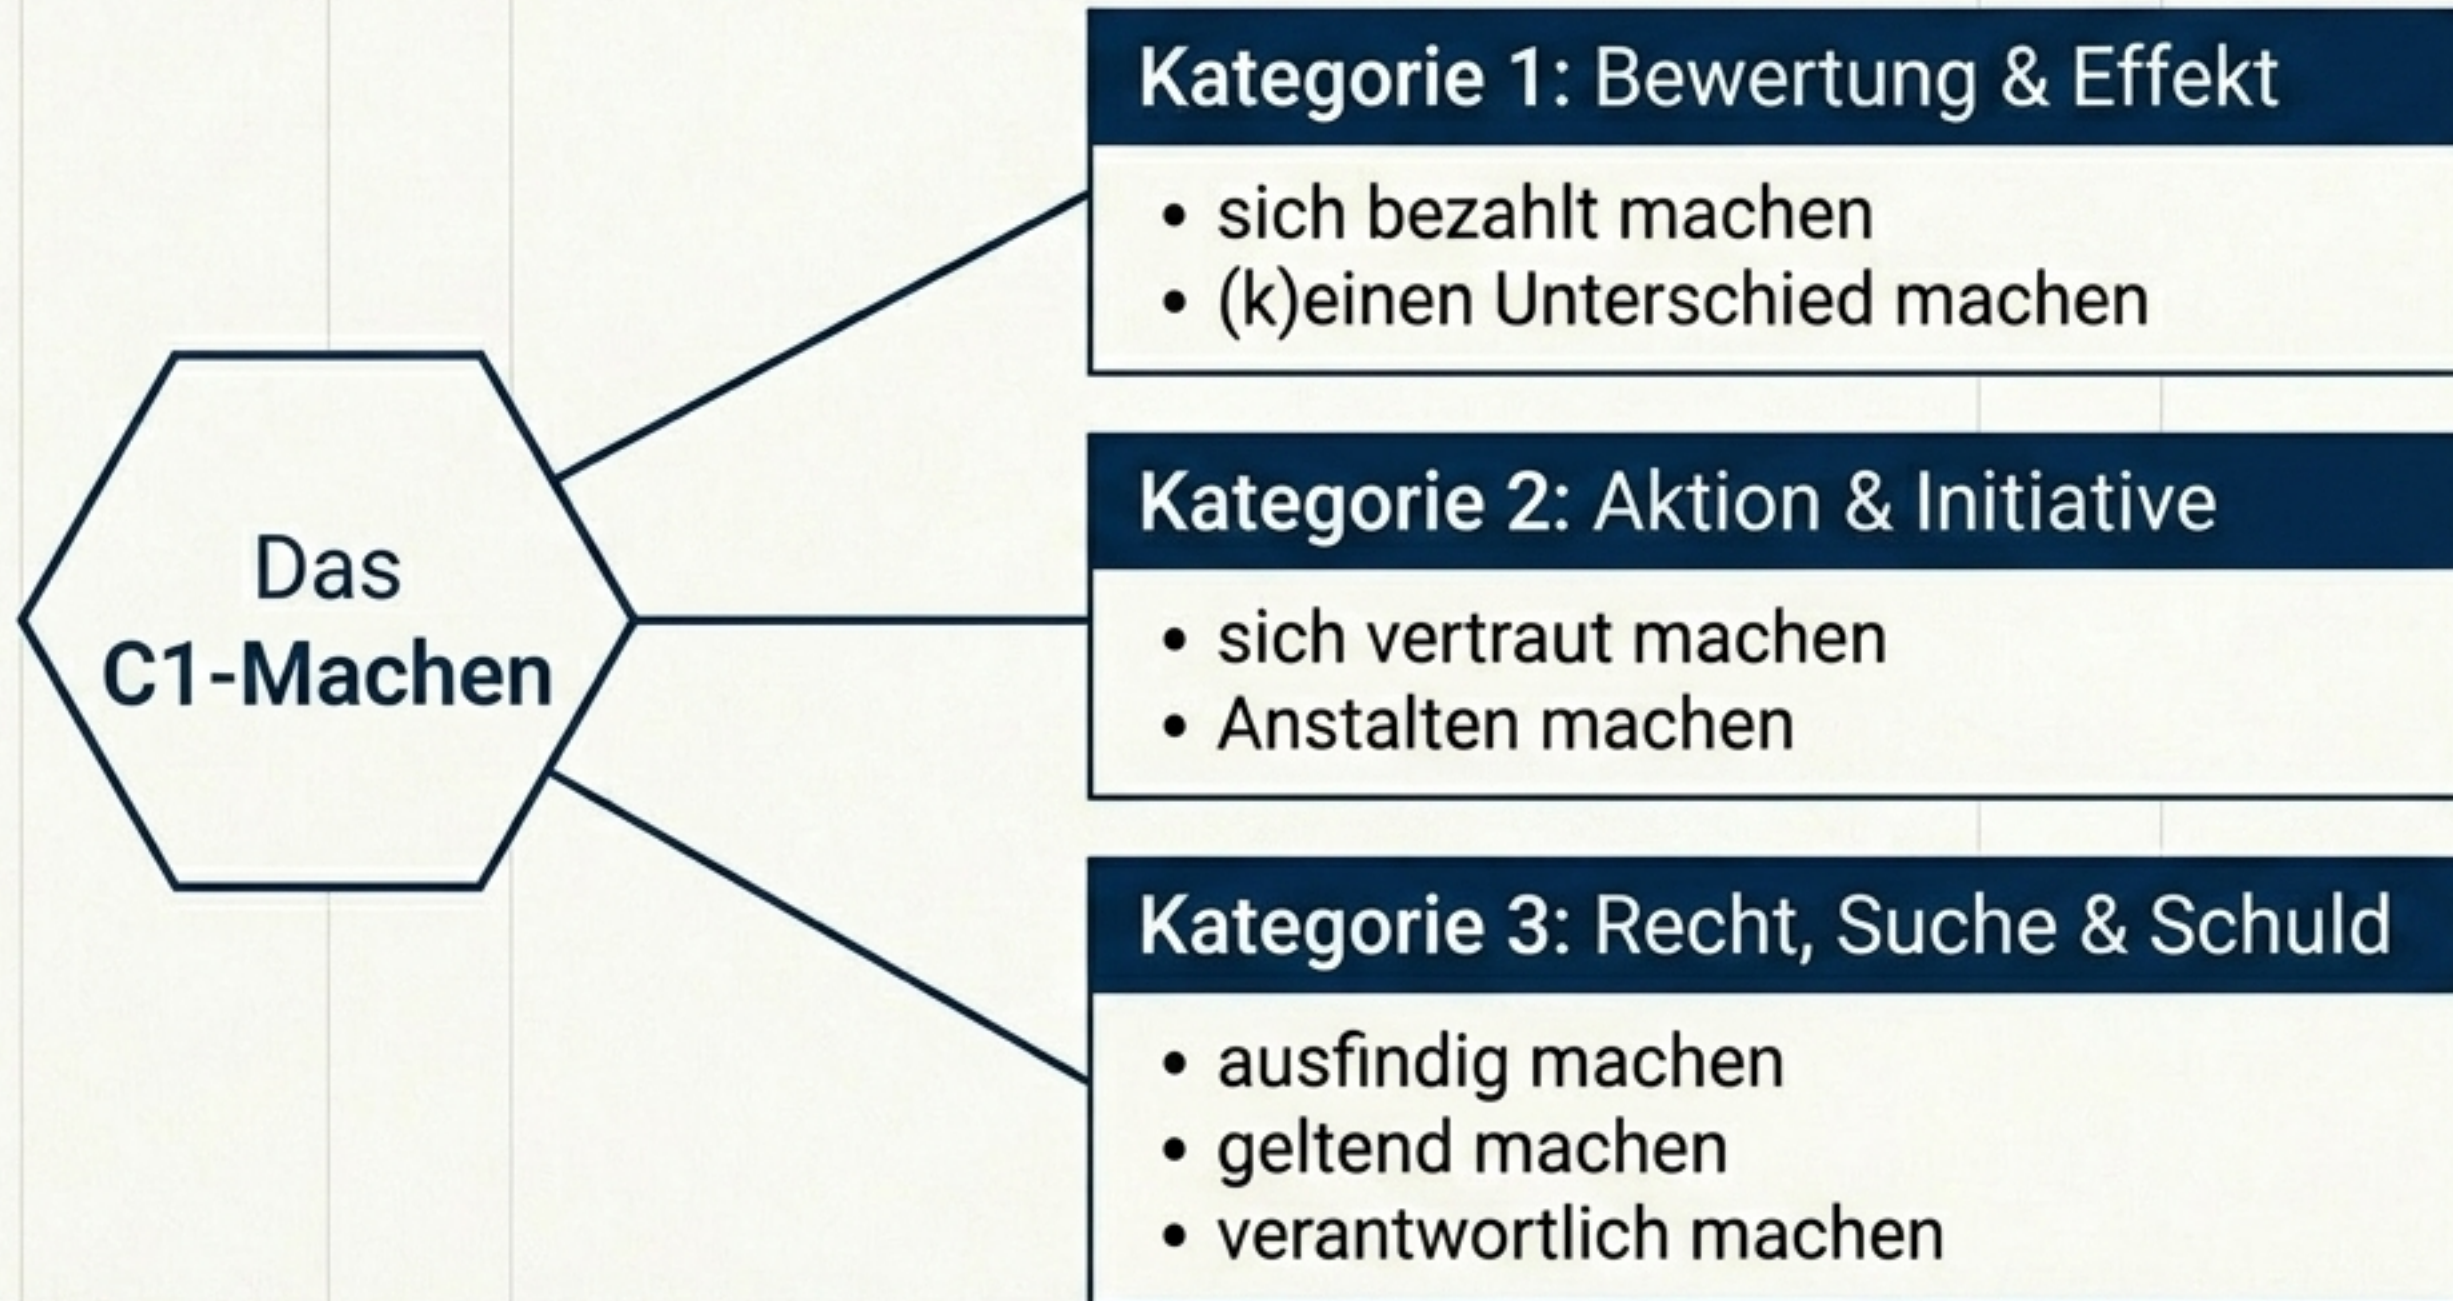 Das
C1-Machen
Kategorie 1: Bewertung & Effekt
• sich bezahlt machen
• (k)einen Unterschied machen
Kategorie 2: Aktion & Initiative
• sich vertraut machen
• Anstalten machen
Kategorie 3: Recht, Suche & Schuld
• ausfindig machen
• geltend machen
• verantwortlich machen